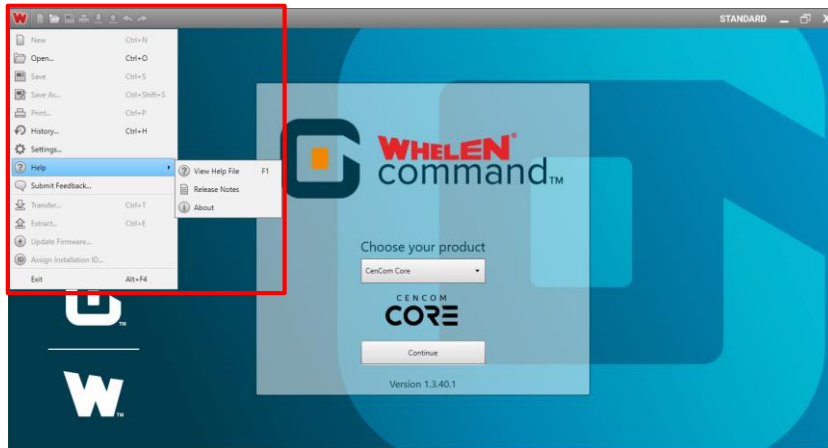 W
STANDARD
New Ctrl+N
Open... Ctrl+O
Save Ctrl+S
Save As... Ctrl+Shift+S
Print... Ctrl+P
History... Ctrl+H
Settings...
Help
View Help File F1
Submit Feedback...
Release Notes
Transfer... Ctrl+T
About
Extract... Ctrl+E
Update Firmware...
Assign Installation ID...
Exit Alt+F4
WHELEN®
command™
Choose your product
CenCom Core
CENCOM
CORE
Continue
Version 1.3.40.1
™
W™